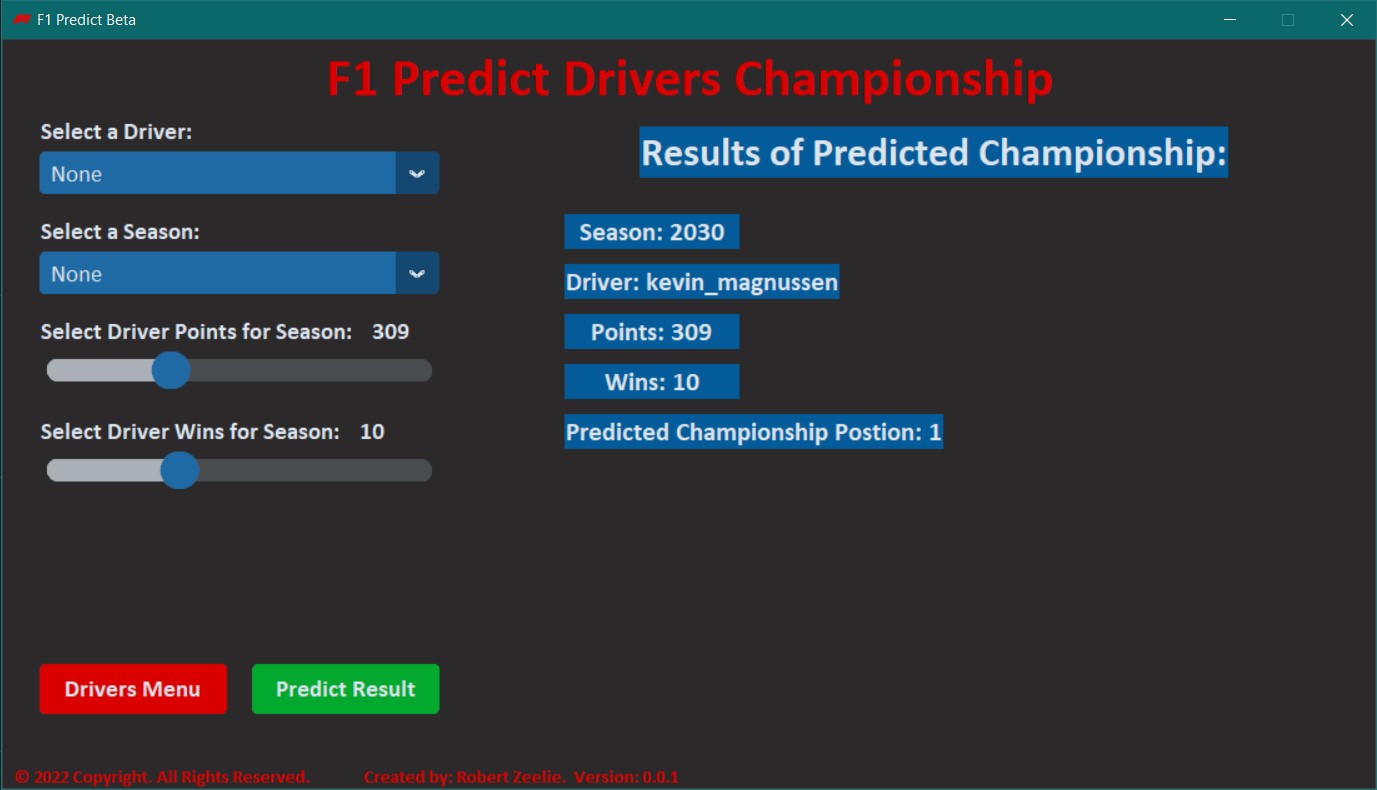 F1 Predict Beta
F1 Predict Drivers Championship
Select a Driver:
None
Select a Season:
None
Select Driver Points for Season: 309
Select Driver Wins for Season: 10
Results of Predicted Championship:
Season: 2030
Driver: kevin_magnussen
Points: 309
Wins: 10
Predicted Championship Postion: 1
Drivers Menu
Predict Result
© 2022 Copyright. All Rights Reserved.
Created by: Robert Zeelie. Version: 0.0.1